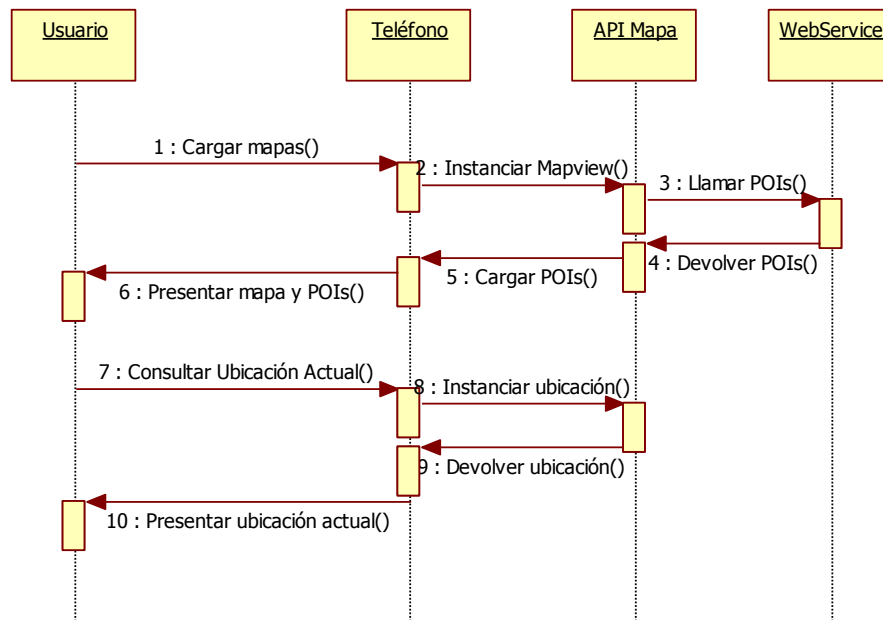 Usuario
Teléfono
API Mapa
WebService
1 : Cargar mapas()
2 : Instanciar Mapview()
3 : Llamar POIs()
4 : Devolver POIs()
5 : Cargar POIs()
6 : Presentar mapa y POIs()
7 : Consultar Ubicación Actual()
8 : Instanciar ubicación()
9 : Devolver ubicación()
10 : Presentar ubicación actual()